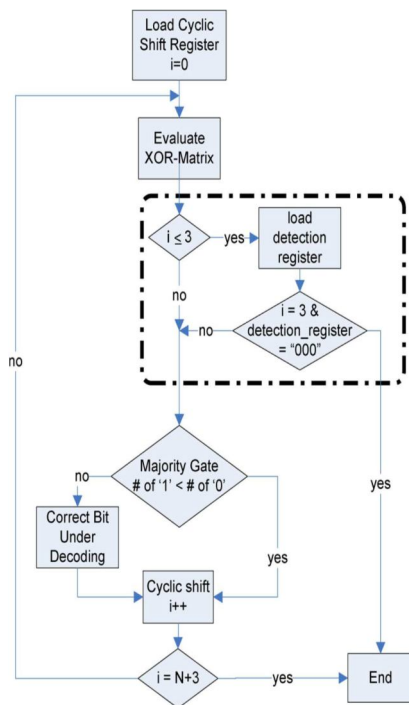 Load Cyclic
Shift Register
i=0
Evaluate
XOR-Matrix
i ≤ 3
yes
load
detection
register
no
i = 3 &
detection_register
= “000”
no
no
yes
Majority Gate
# of ‘1’ < # of ‘0’
no
Correct Bit
Under
Decoding
yes
Cyclic shift
i++
i = N+3
yes
End